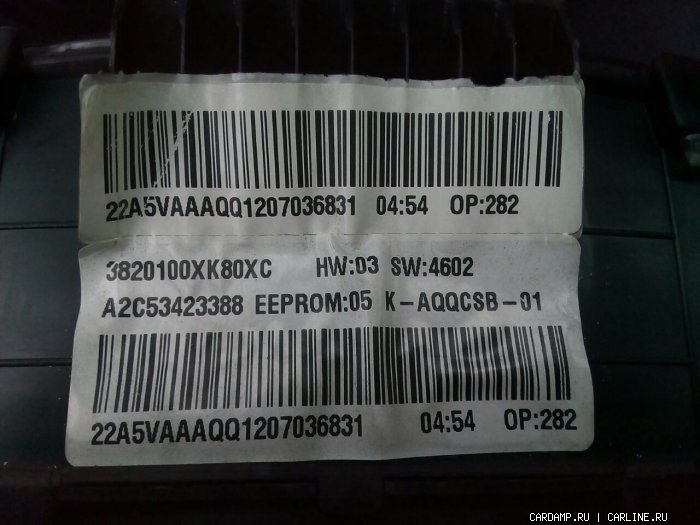 22A5VAAAQQ1207036831 04:54 OP:282
3820100XK80XC HW:03 SW:4602
A2C53423388 EEPROM:05 K-AQQCSB-01
22A5VAAAQQ1207036831 04:54 OP:282
CARDAMP.RU | CARLINE.RU